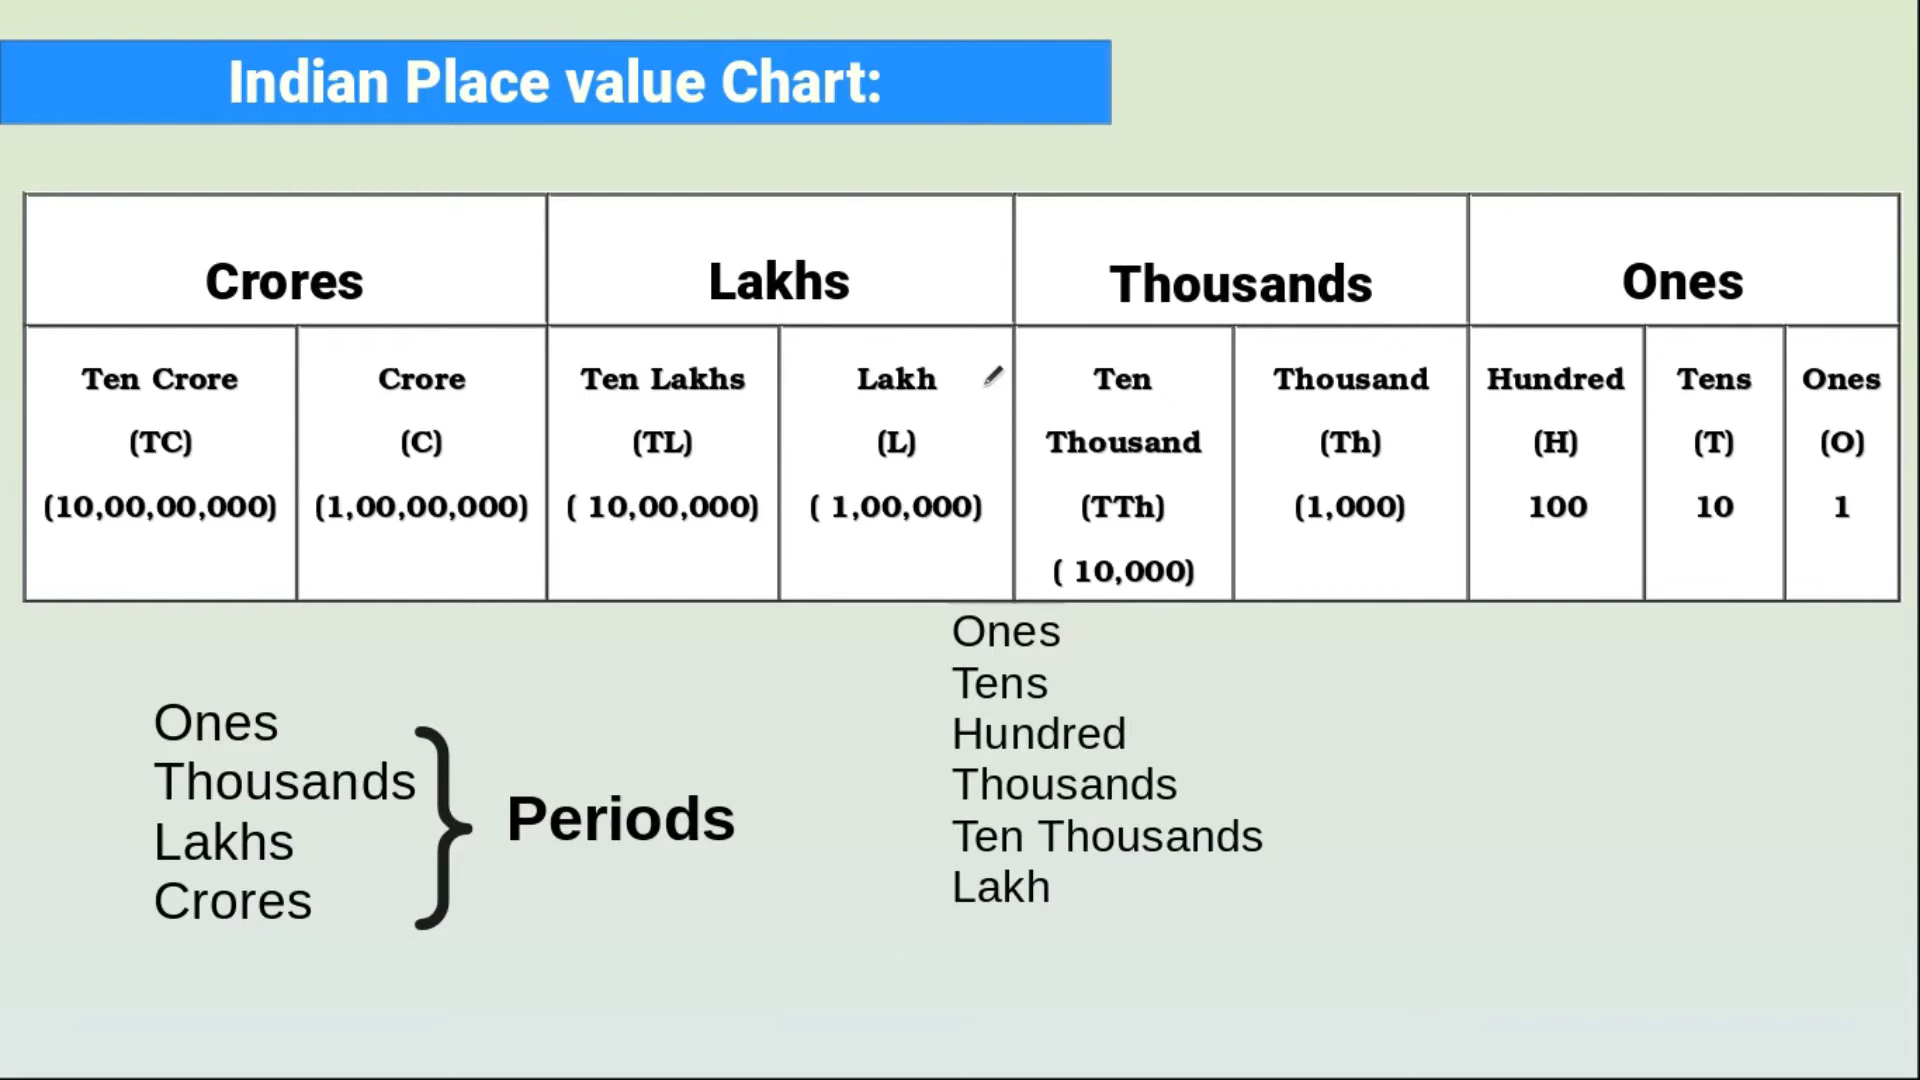 Indian Place value Chart:
Crores Lakhs Thousands Ones
Ten Crore
(TC)
(10,00,00,000)
Crore
(C)
(1,00,00,000)
Ten Lakhs
(TL)
( 10,00,000)
Lakh
(L)
( 1,00,000)
Ten
Thousand
(TTh)
( 10,000)
Thousand
(Th)
(1,000)
Hundred
(H)
100
Tens
(T)
10
Ones
(O)
1
Ones
Thousands
Lakhs
Crores
Periods
Ones
Tens
Hundred
Thousands
Ten Thousands
Lakh